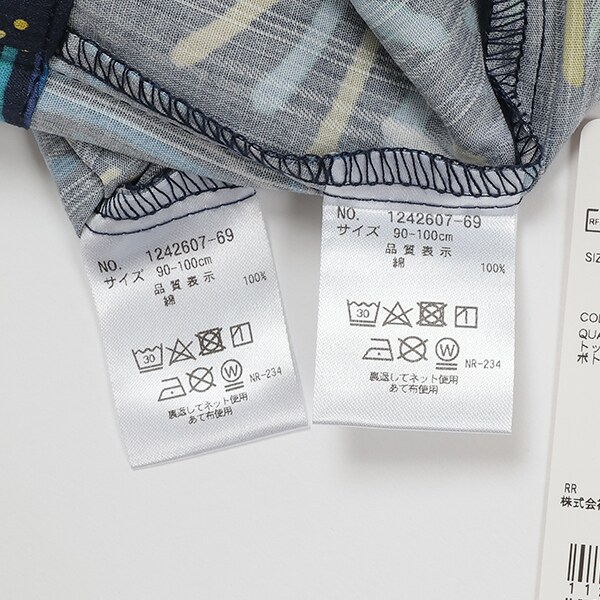 NO. 1242607-69
サイズ 90-100cm
品質表示
綿 100%
30
NR-234
裏返してネット使用
あて布使用
NO. 1242607-69
サイズ 90-100cm
品質表示
綿 100%
30
W
NR-234
裏返してネット使用
あて布使用
RF
SIZ
COL
QUA
トッ
ボト
RR
株式会社